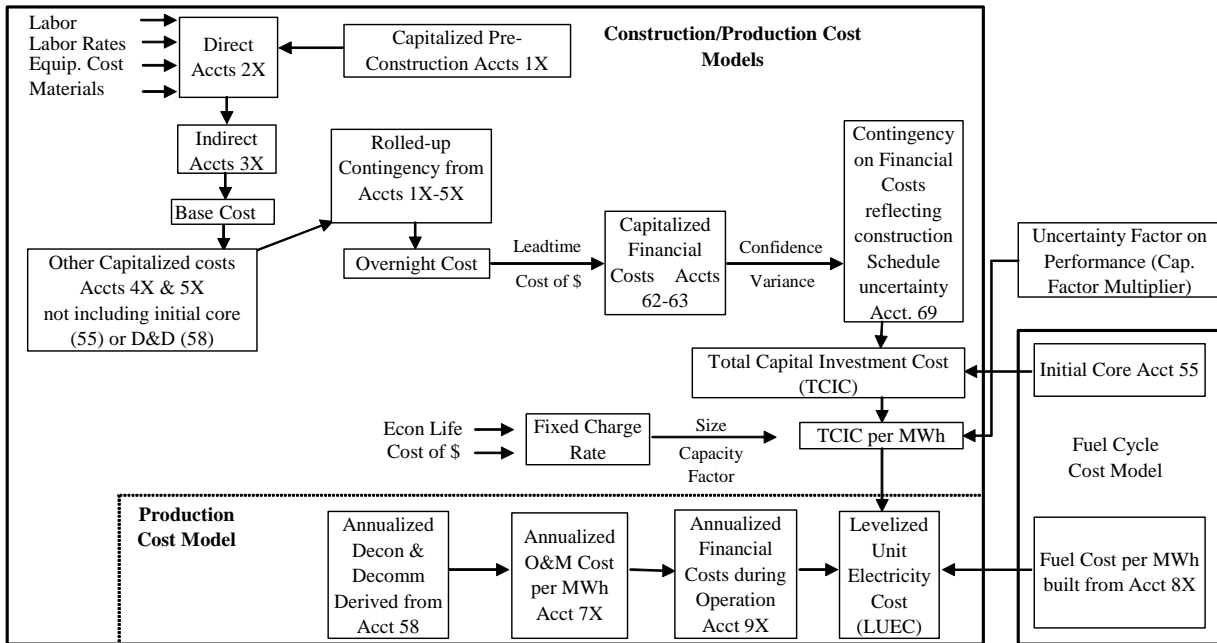 Labor
Labor Rates
Equip. Cost
Materials
Direct
Accts 2X
Capitalized Pre-
Construction Accts 1X
Construction/Production Cost
Models
Indirect
Accts 3X
Base Cost
Other Capitalized costs
Accts 4X & 5X
not including initial core
(55) or D&D (58)
Rolled-up
Contingency from
Accts 1X-5X
Overnight Cost
Leadtime
Cost of $
Capitalized
Financial
Costs Accts
62-63
Confidence
Variance
Contingency
on Financial
Costs
reflecting
construction
Schedule
uncertainty
Acct. 69
Uncertainty Factor on
Performance (Cap.
Factor Multiplier)
Total Capital Investment Cost
(TCIC)
Initial Core Acct 55
Econ Life
Cost of $
Fixed Charge
Rate
Size
Capacity
Factor
TCIC per MWh
Fuel Cycle
Cost Model
Production
Cost Model
Annualized
Decon &
Decomm
Derived from
Acct 58
Annualized
O&M Cost
per MWh
Acct 7X
Annualized
Financial
Costs during
Operation
Acct 9X
Levelized
Unit
Electricity
Cost
(LUEC)
Fuel Cost per MWh
built from Acct 8X